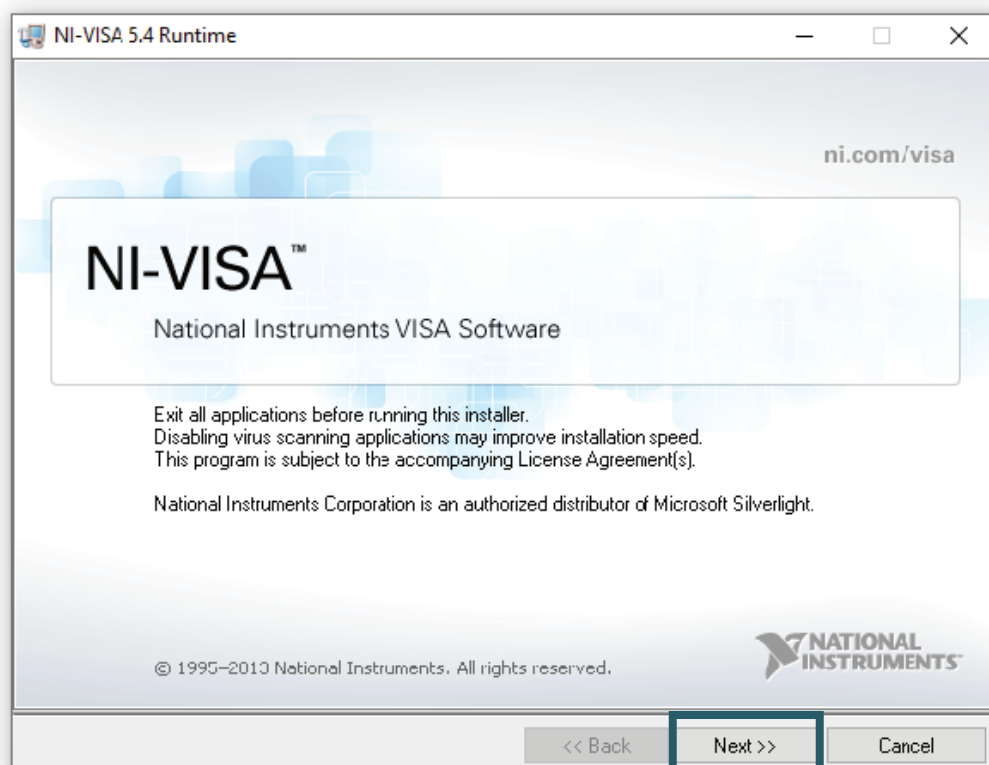 NI-VISA 5.4 Runtime
ni.com/visa
NI-VISA™
National Instruments VISA Software
Exit all applications before running this installer.
Disabling virus scanning applications may improve installation speed.
This program is subject to the accompanying License Agreement(s).
National Instruments Corporation is an authorized distributor of Microsoft Silverlight.
NATIONAL
INSTRUMENTS™
© 1995–2013 National Instruments. All rights reserved.
<< Back
Next >>
Cancel